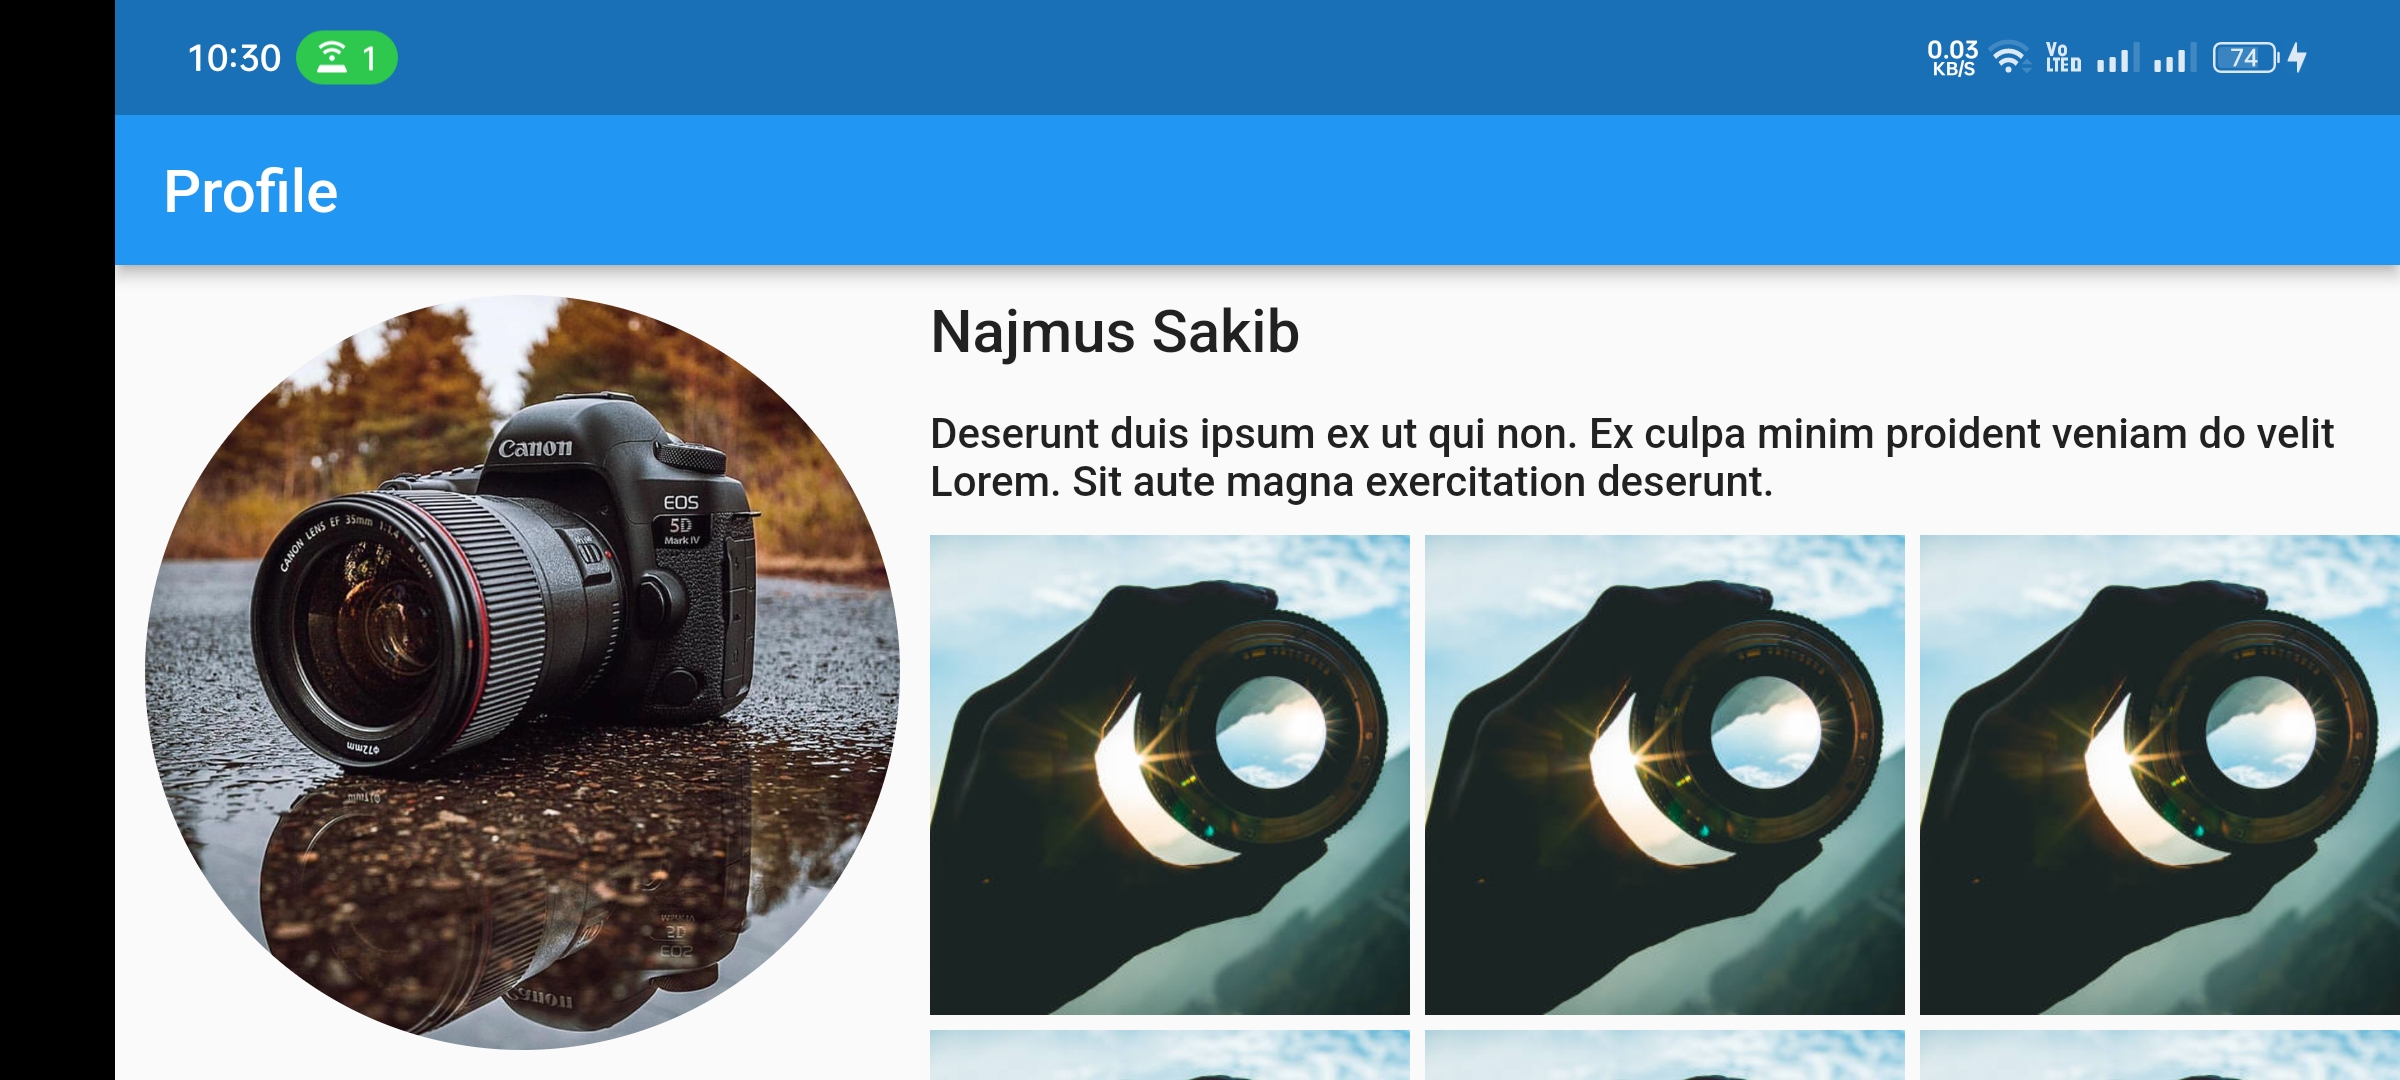 10:30
1
0.03
KB/S
Vo
LTE
74
Profile
Najmus Sakib
Deserunt duis ipsum ex ut qui non. Ex culpa minim proident veniam do velit
Lorem. Sit aute magna exercitation deserunt.
Canon
EOS
5D
Mark IV
CANON LENS EF 35mm 1:1.4
Φ72mm